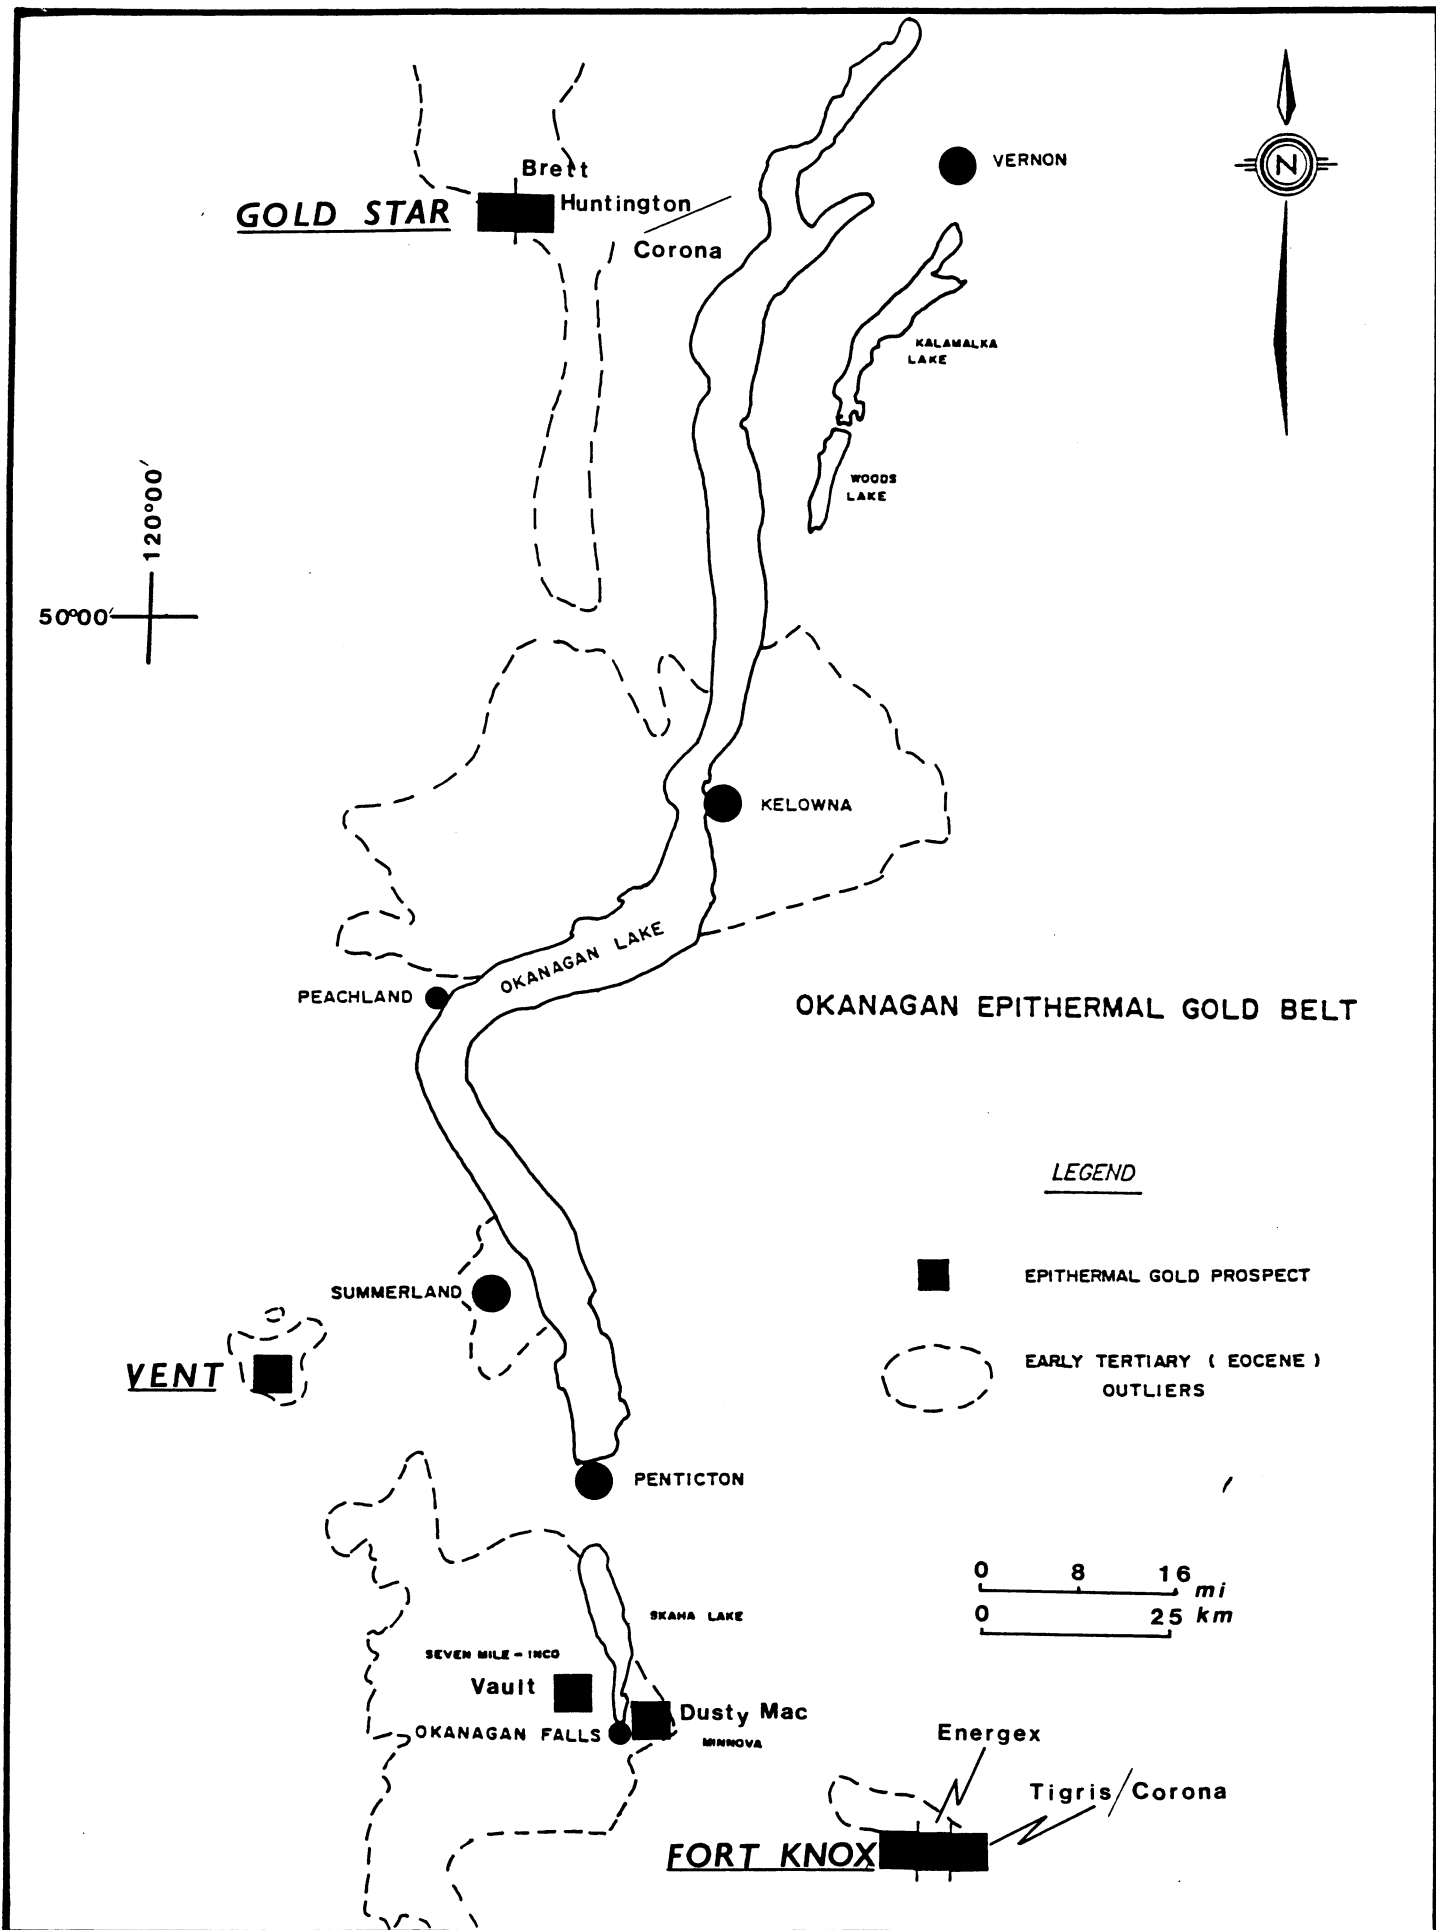 Brett
VERNON
N
GOLD STAR
Huntington
Corona
KALAMALKA
LAKE
120°00′
WOODS
LAKE
50°00′
KELOWNA
OKANAGAN LAKE
PEACHLAND
OKANAGAN EPITHERMAL GOLD BELT
LEGEND
EPITHERMAL GOLD PROSPECT
SUMMERLAND
EARLY TERTIARY ( EOCENE )
OUTLIERS
VENT
PENTICTON
0 8 16 mi
0 25 km
SKAHA LAKE
SEVEN MILE - INCO
Vault
Dusty Mac
OKANAGAN FALLS
MINNOVA
Energex
Tigris/Corona
FORT KNOX